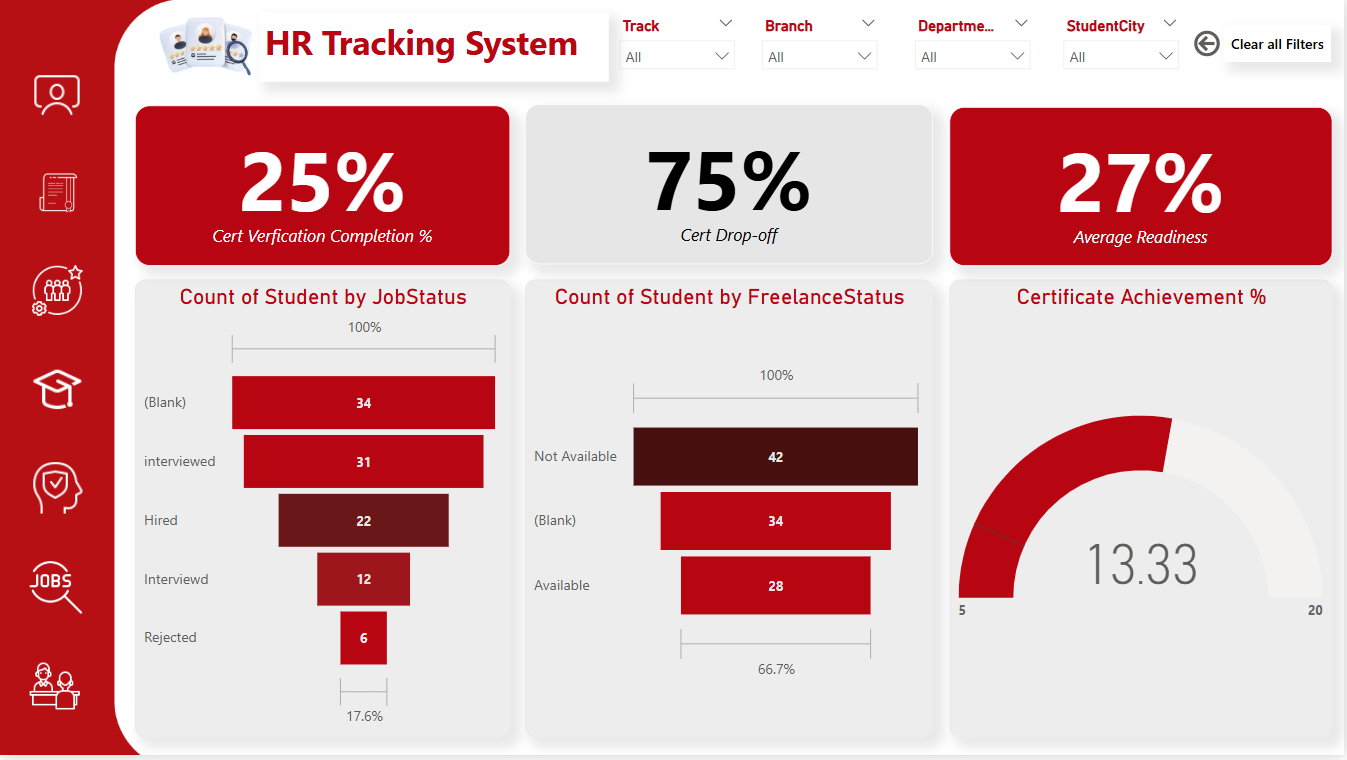 HR Tracking System
Track
All
Branch
All
Departme...
All
StudentCity
All
Clear all Filters
25%
Cert Verfication Completion %
75%
Cert Drop-off
27%
Average Readiness
Count of Student by JobStatus
100%
(Blank) 34
interviewed 31
Hired 22
Interviewd 12
Rejected 6
17.6%
Count of Student by FreelanceStatus
100%
Not Available 42
(Blank) 34
Available 28
66.7%
Certificate Achievement %
13.33
5 20
JOBS